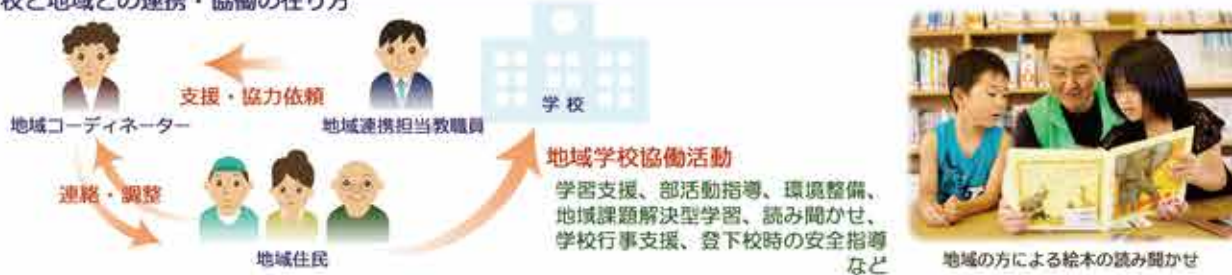 校と地域との連携・協働の在り方
支援・協力依頼
地域コーディネーター
地域連携担当教職員
学校
連絡・調整
地域住民
地域学校協働活動
学習支援、部活動指導、環境整備、
地域課題解決型学習、読み聞かせ、
学校行事支援、登下校時の安全指導
など
地域の方による絵本の読み聞かせ